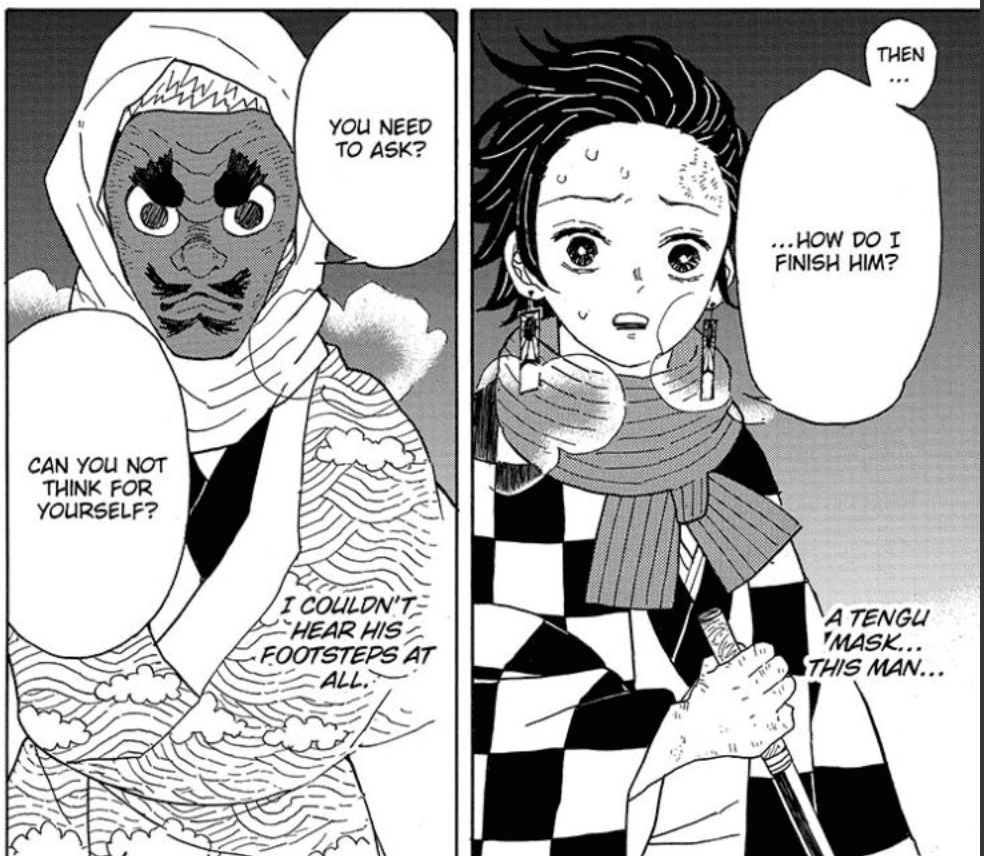 THEN
...
...HOW DO I
FINISH HIM?
A TENGU
MASK...
THIS MAN...
YOU NEED
TO ASK?
CAN YOU NOT
THINK FOR
YOURSELF?
I COULDN'T
HEAR HIS
FOOTSTEPS AT
ALL.